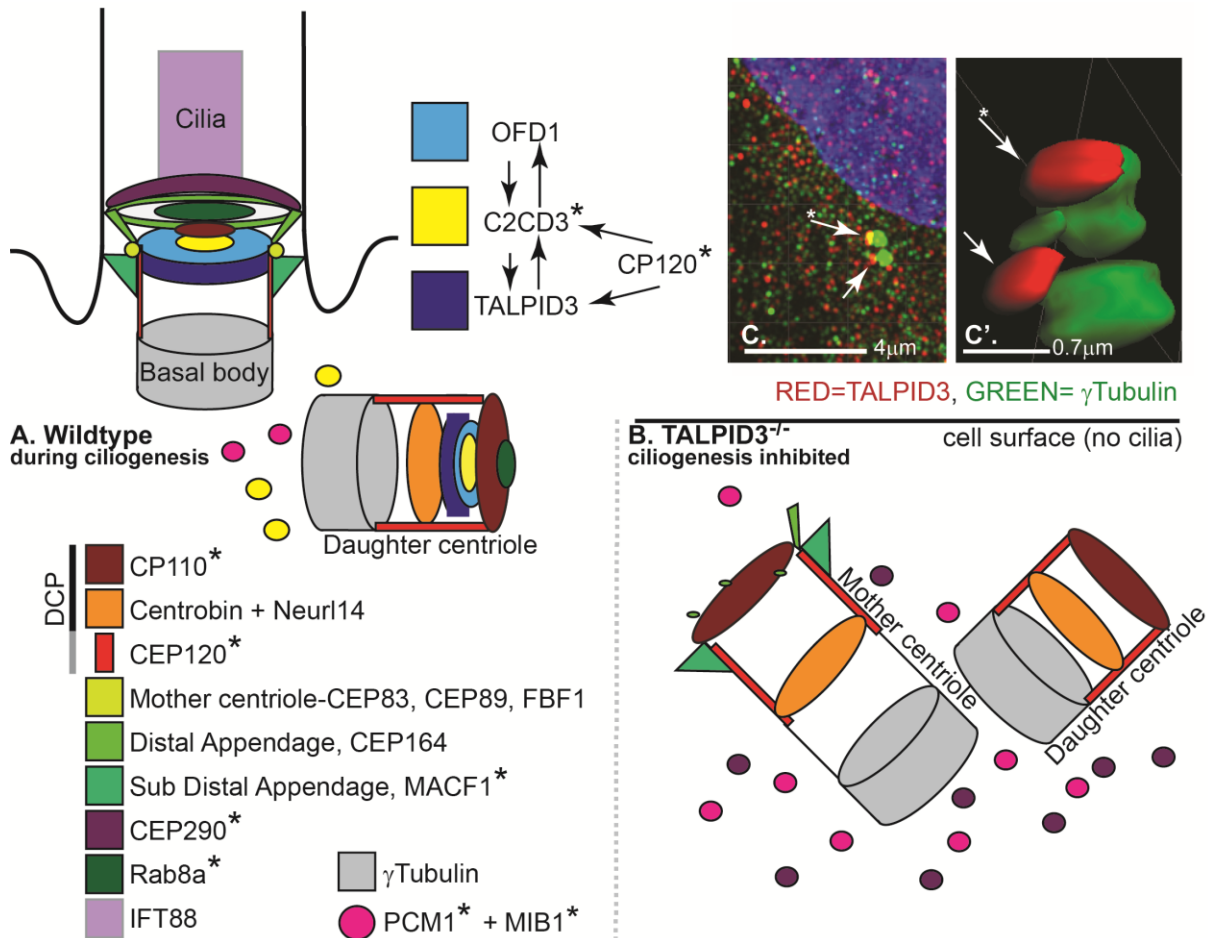 Cilia
OFD1
C2CD3*
CP120*
TALPID3
Basal body
*
C.
4μm
*
C'.
0.7μm
RED=TALPID3, GREEN= γTubulin
A. Wildtype
during ciliogenesis
Daughter centriole
B. TALPID3-/-
ciliogenesis inhibited
cell surface (no cilia)
Mother centriole
Daughter centriole
DCP
CP110*
Centrobin + Neurl14
CEP120*
Mother centriole-CEP83, CEP89, FBF1
Distal Appendage, CEP164
Sub Distal Appendage, MACF1*
CEP290*
Rab8a*
IFT88
γTubulin
PCM1* + MIB1*